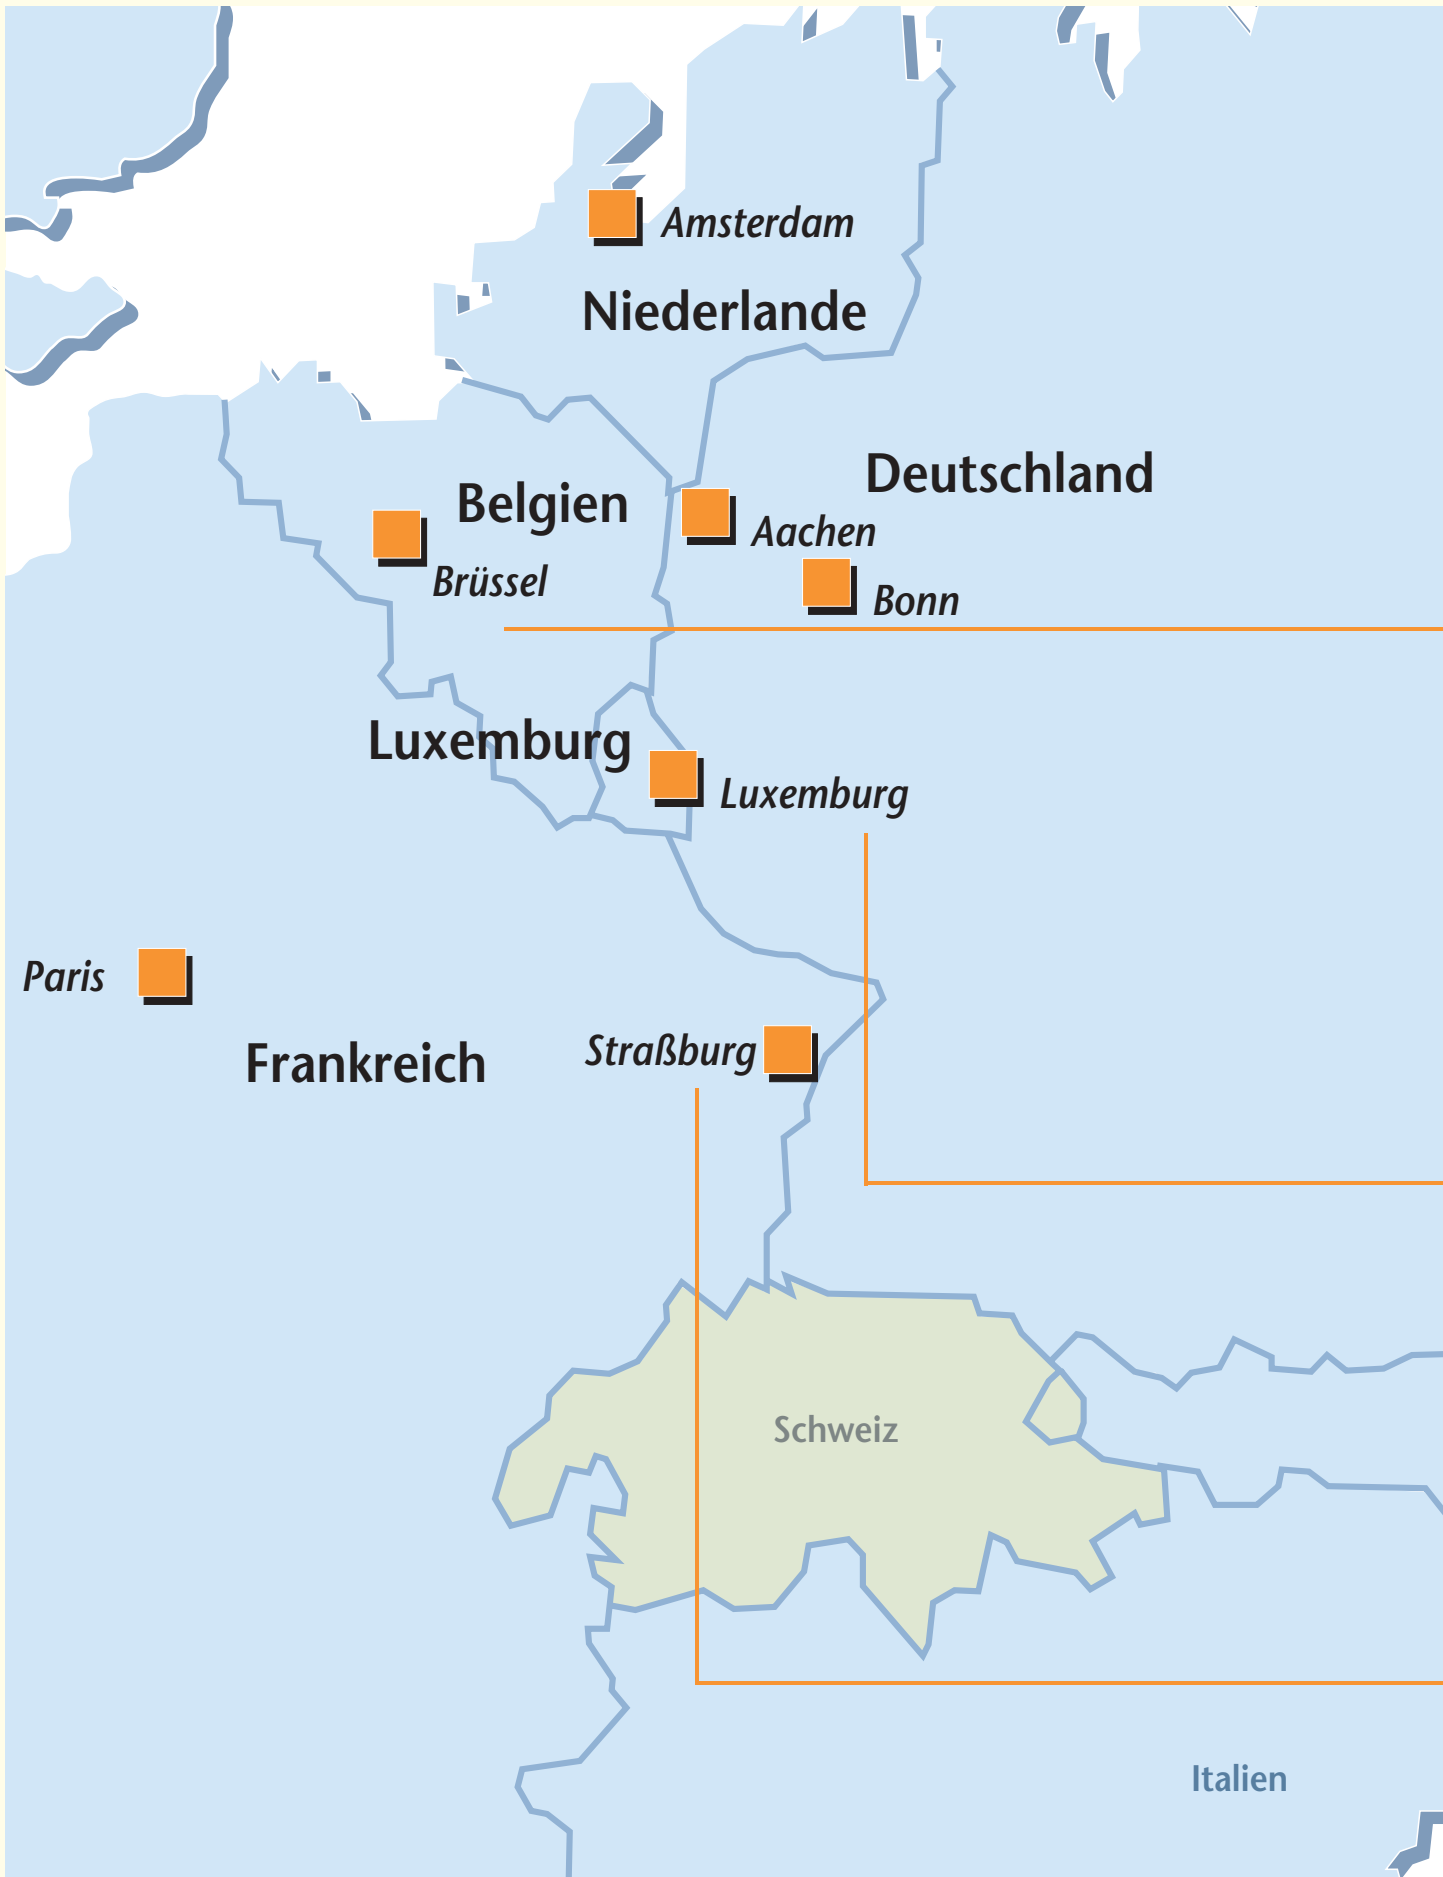 Amsterdam
Niederlande
Deutschland
Belgien
Aachen
Brüssel
Bonn
Luxemburg
Luxemburg
Paris
Straßburg
Frankreich
Schweiz
Italien